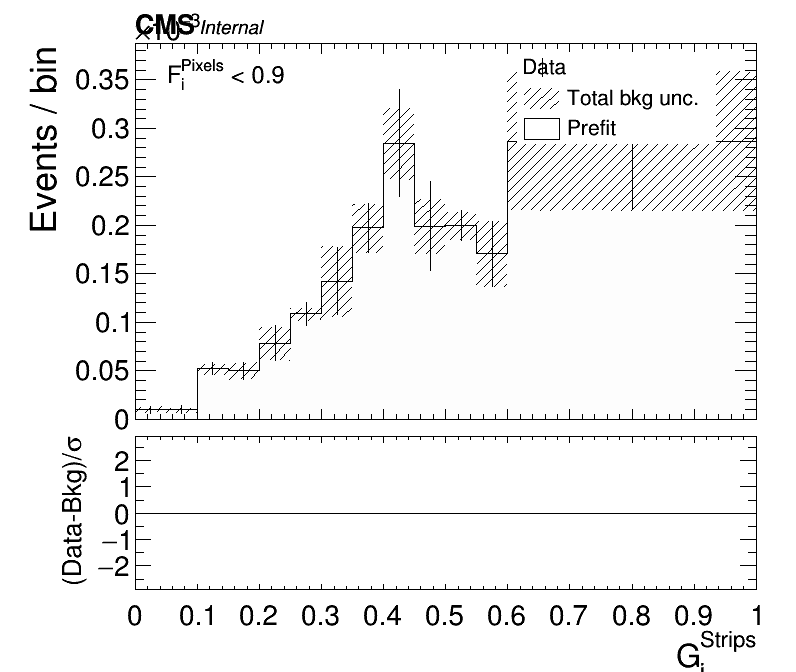 CMS Internal
×10³
F_i^Pixels < 0.9
Data
Total bkg unc.
Prefit
Events / bin
0.35
0.3
0.25
0.2
0.15
0.1
0.05
0
(Data-Bkg)/σ
2
1
0
−1
−2
0 0.1 0.2 0.3 0.4 0.5 0.6 0.7 0.8 0.9 1
G_i^Strips